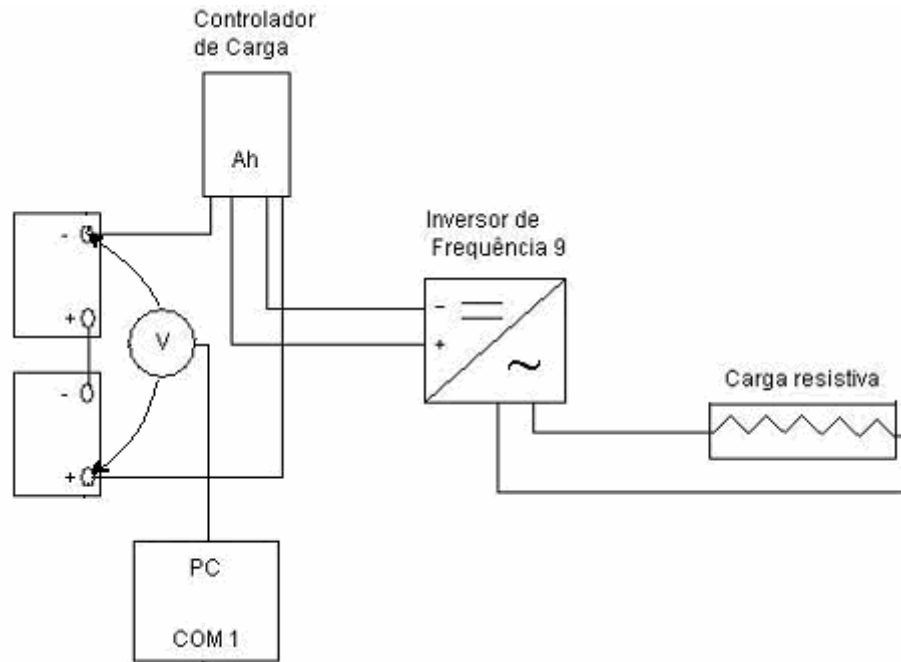 Controlador
de Carga
Ah
Inversor de
Frequência 9
-
+
-
+
V
-
+
~
Carga resistiva
PC
COM 1